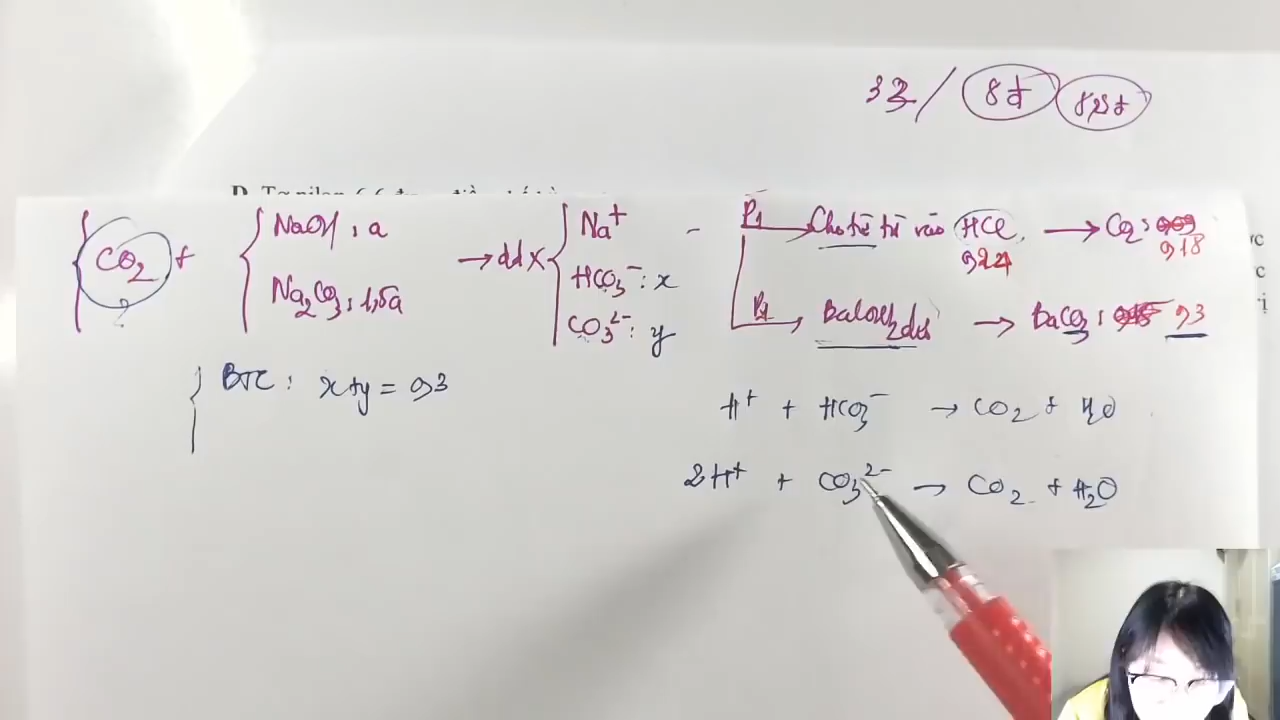 33 / 8đ 8,25đ
CO2 + { NaOH : a
Na2CO3 : 1,5a
→ dd X { Na+
HCO3- : x
CO3 2- : y
P1 → Cho từ từ vào HCl → CO2 : 0,18
0,24
P2 → Ba(OH)2 dư → BaCO3 : 0,3
?
BTC : x+y = 0,3
H+ + HCO3- → CO2 + H2O
2H+ + CO3 2- → CO2 + H2O